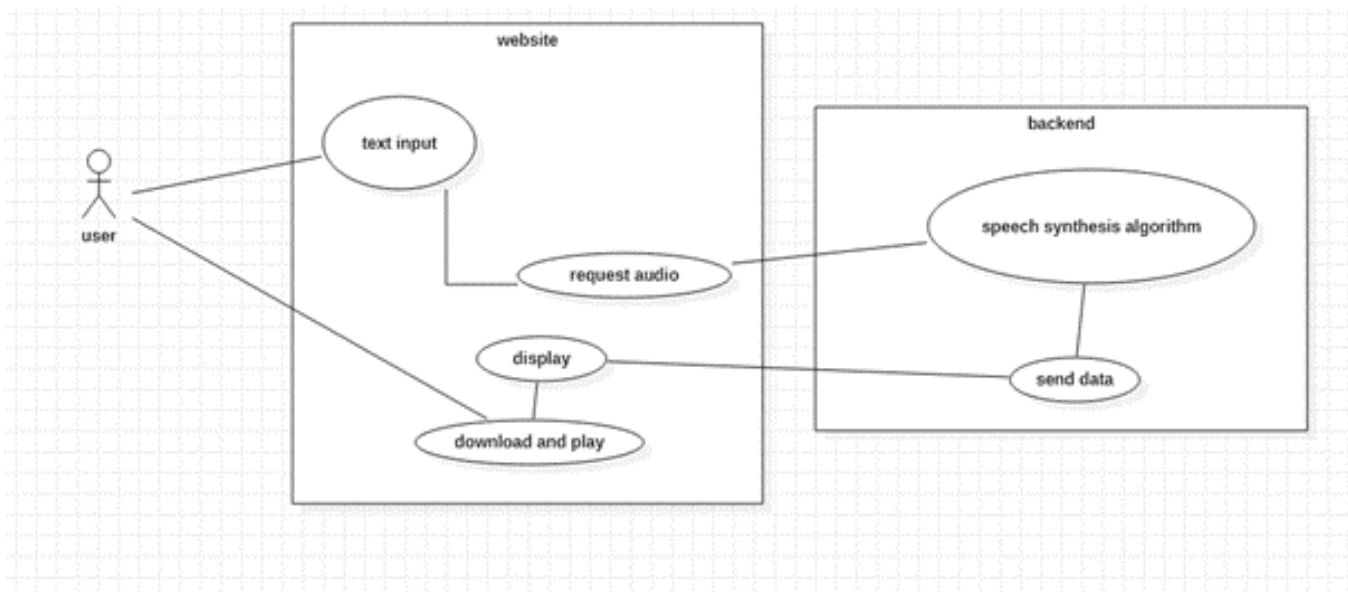 website
text input
user
request audio
display
download and play
backend
speech synthesis algorithm
send data